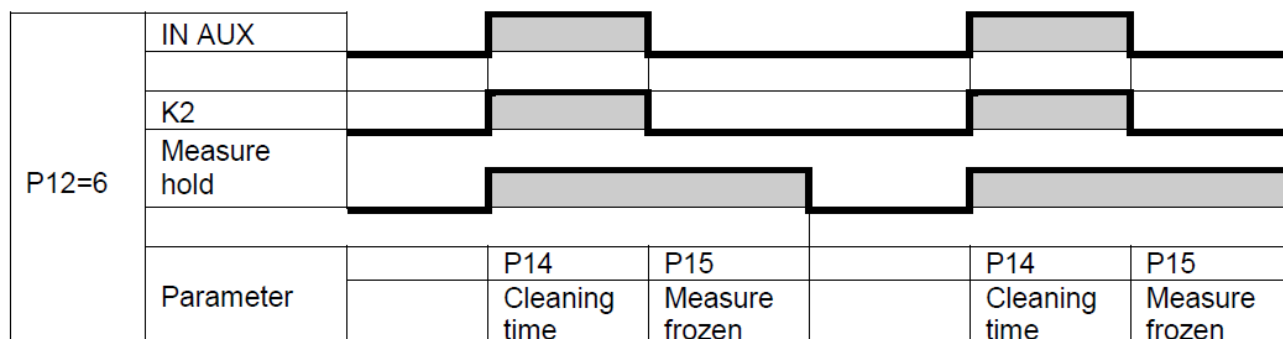 IN AUX
K2
P12=6
Measure
hold
Parameter
P14 P15 P14 P15
Cleaning Measure Cleaning Measure
time frozen time frozen